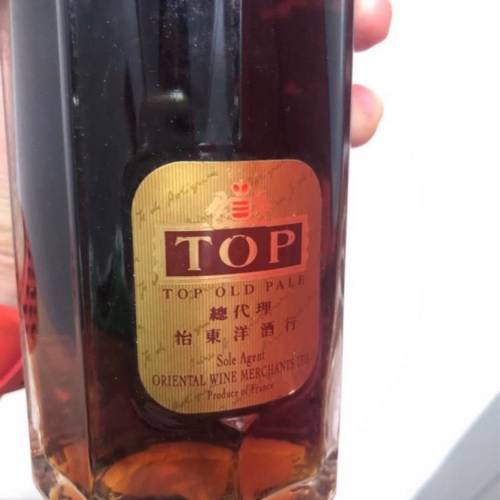 TOP
TOP OLD PALE
總代理
怡東洋酒行
Sole Agent
ORIENTAL WINE MERCHANTS LTD.
Produce of France